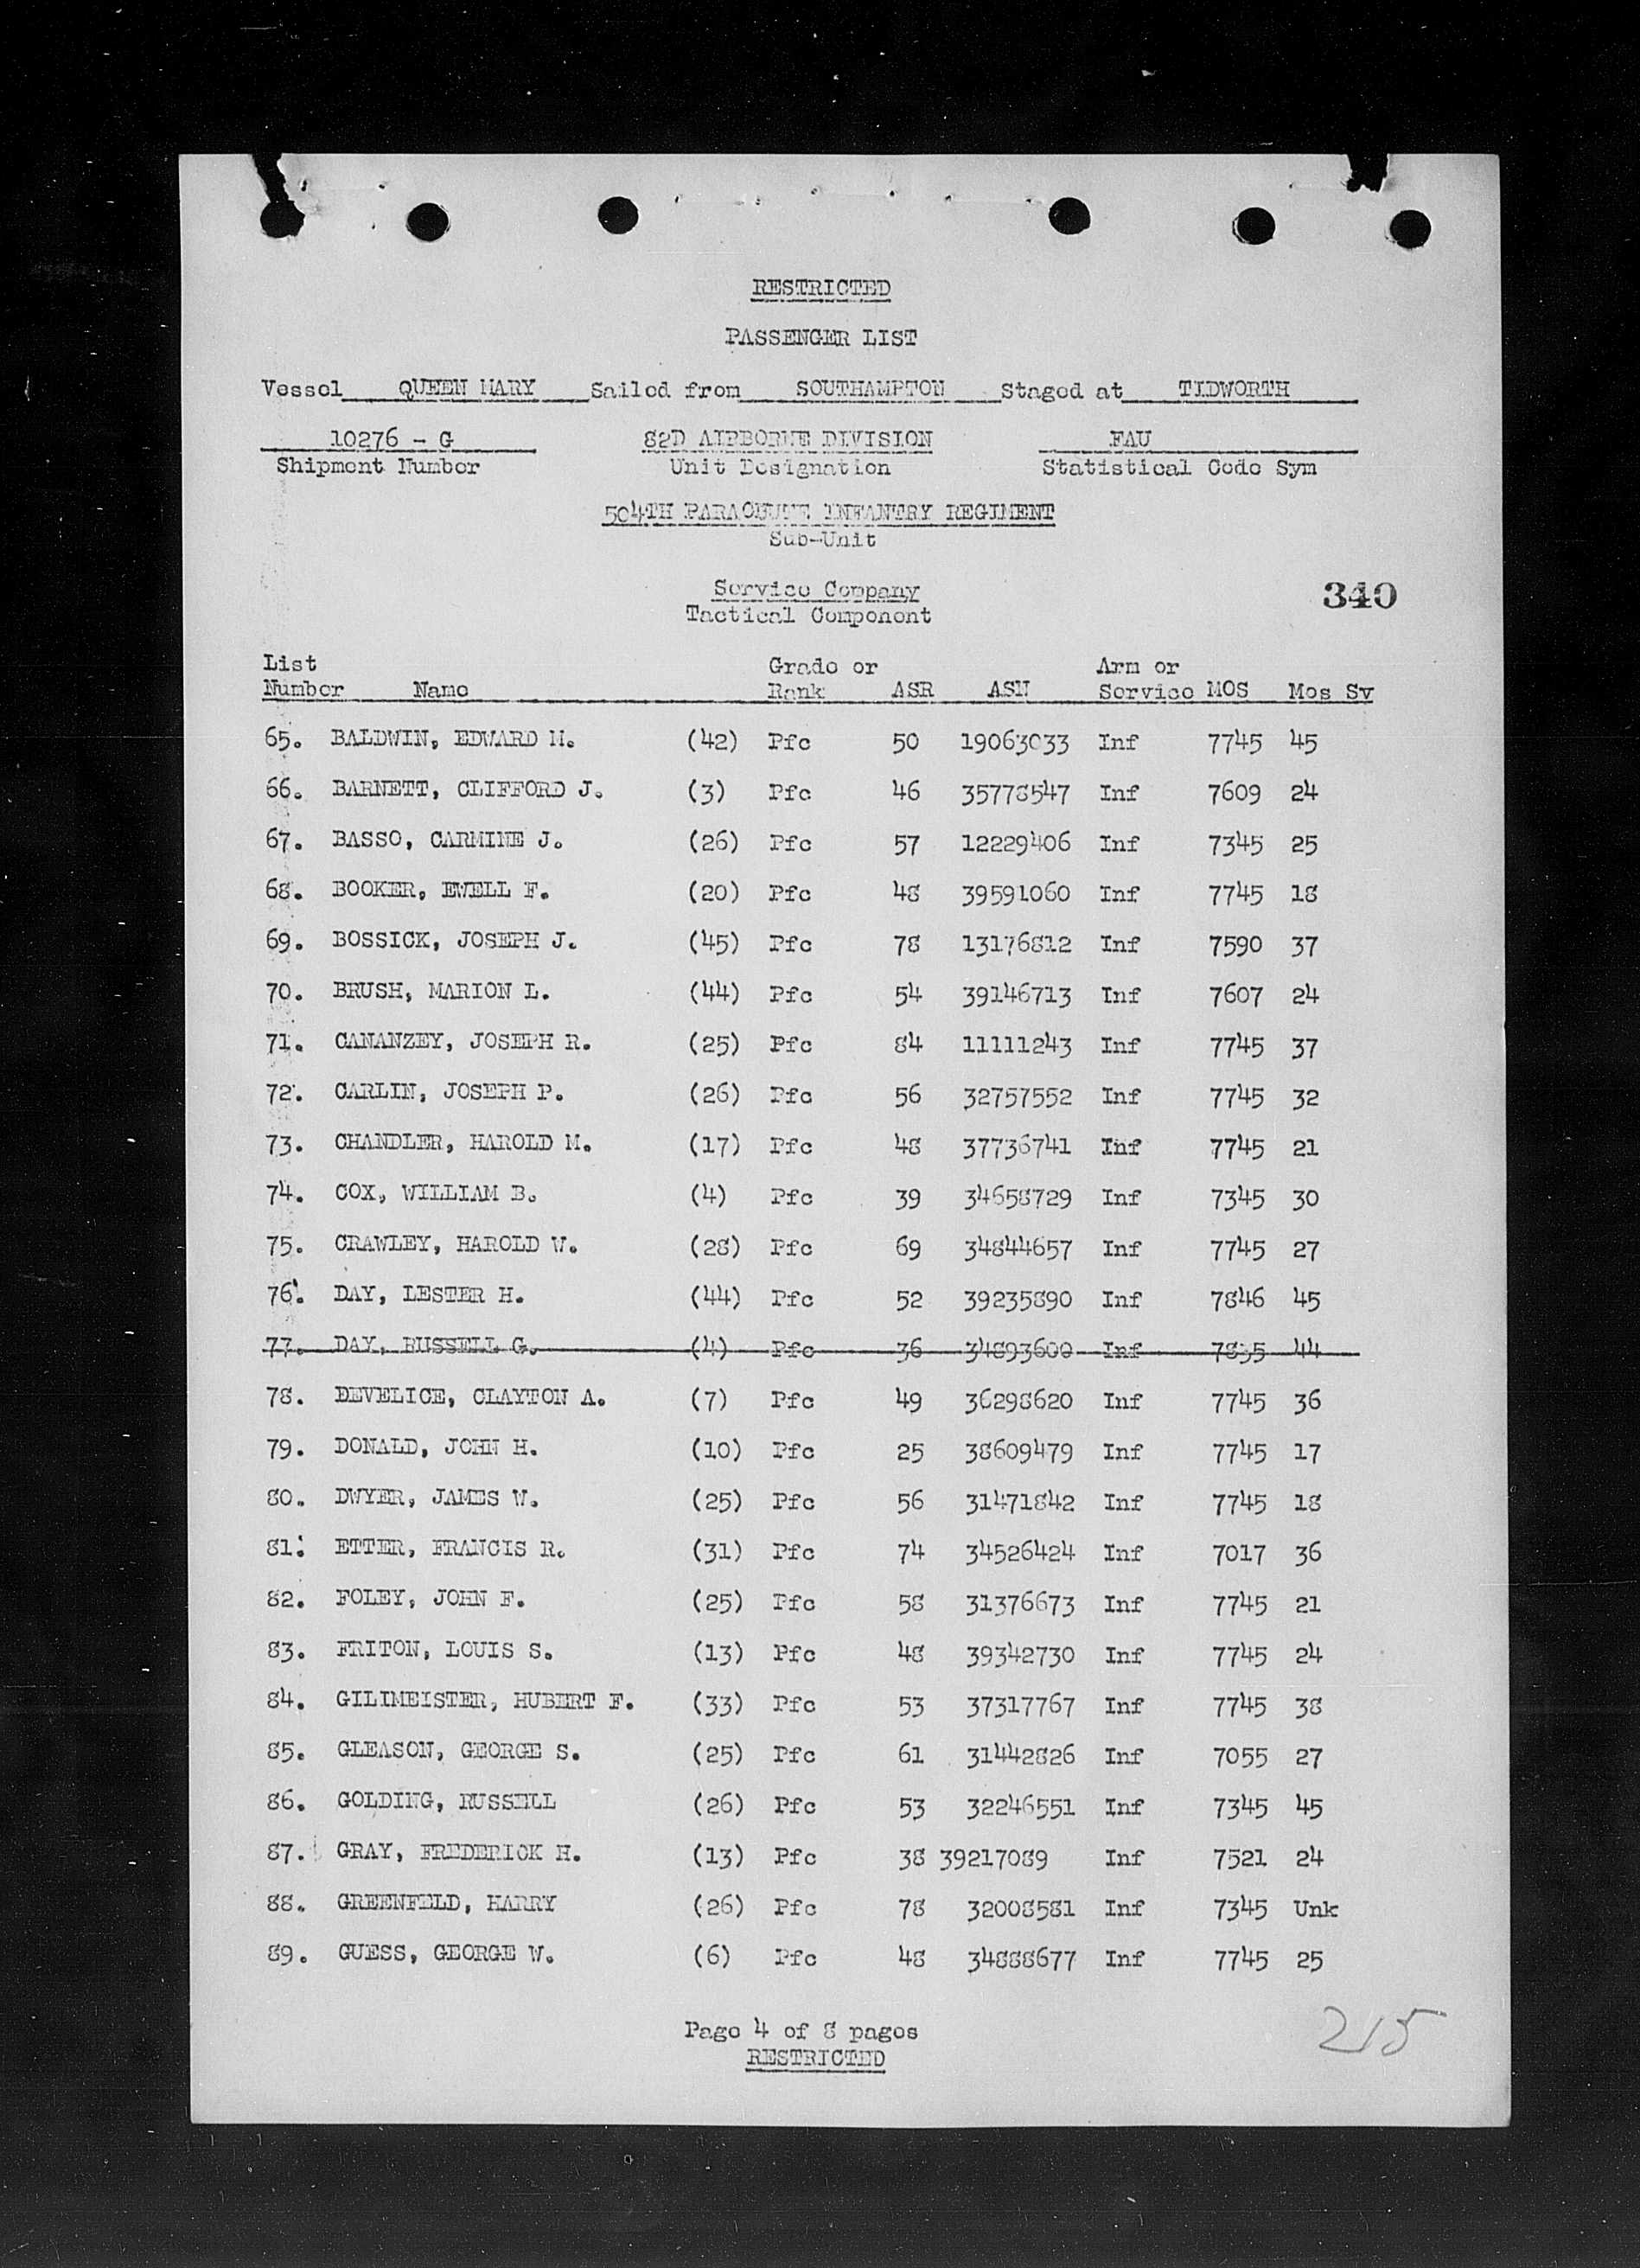 RESTRICTED
PASSENGER LIST
Vessel QUEEN MARY Sailed from SOUTHAMPTON Staged at TIDWORTH
10276 - G 82D AIRBORNE DIVISION FAU
Shipment Number Unit Designation Statistical Code Sym
504TH PARACHUTE INFANTRY REGIMENT
Sub-Unit
Service Company
Tactical Component
340
List Grade or Arm or
Number Name Rank ASR ASN Service MOS Mos Sv
65. BALDWIN, EDWARD M. (42) Pfc 50 19063033 Inf 7745 45
66. BARNETT, CLIFFORD J. (3) Pfc 46 35778547 Inf 7609 24
67. BASSO, CARMINE J. (26) Pfc 57 12229406 Inf 7345 25
68. BOOKER, EWELL F. (20) Pfc 48 39591060 Inf 7745 18
69. BOSSICK, JOSEPH J. (45) Pfc 78 13176812 Inf 7590 37
70. BRUSH, MARION L. (44) Pfc 54 39146713 Inf 7607 24
71. CANANZEY, JOSEPH R. (25) Pfc 84 11111243 Inf 7745 37
72. CARLIN, JOSEPH P. (26) Pfc 56 32757552 Inf 7745 32
73. CHANDLER, HAROLD M. (17) Pfc 48 37736741 Inf 7745 21
74. COX, WILLIAM B. (4) Pfc 39 34658729 Inf 7345 30
75. CRAWLEY, HAROLD W. (28) Pfc 69 34844657 Inf 7745 27
76. DAY, LESTER H. (44) Pfc 52 39235890 Inf 7846 45
77. DAY, RUSSELL G. (4) Pfc 36 34893600 Inf 7835 44
78. DEVELICE, CLAYTON A. (7) Pfc 49 36298620 Inf 7745 36
79. DONALD, JOHN H. (10) Pfc 25 38609479 Inf 7745 17
80. DWYER, JAMES W. (25) Pfc 56 31471842 Inf 7745 18
81. ETTER, FRANCIS R. (31) Pfc 74 34526424 Inf 7017 36
82. FOLEY, JOHN F. (25) Pfc 58 31376673 Inf 7745 21
83. FRITON, LOUIS S. (13) Pfc 48 39342730 Inf 7745 24
84. GILIMEISTER, HUBERT F. (33) Pfc 53 37317767 Inf 7745 38
85. GLEASON, GEORGE S. (25) Pfc 61 31442826 Inf 7055 27
86. GOLDING, RUSSELL (26) Pfc 53 32246551 Inf 7345 45
87. GRAY, FREDERICK H. (13) Pfc 38 39217089 Inf 7521 24
88. GREENFELD, HARRY (26) Pfc 78 32008581 Inf 7345 Unk
89. GUESS, GEORGE W. (6) Pfc 48 34888677 Inf 7745 25
Page 4 of 8 pages
RESTRICTED
215